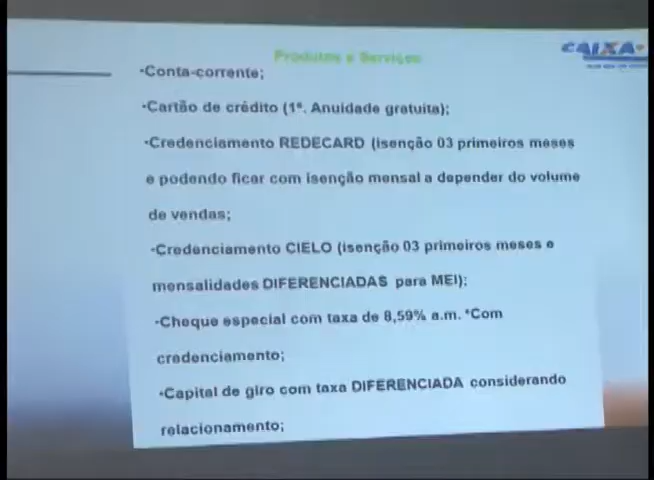 Produtos e Serviços
CAIXA
•Conta-corrente;
•Cartão de crédito (1ª. Anuidade gratuita);
•Credenciamento REDECARD (isenção 03 primeiros meses
e podendo ficar com isenção mensal a depender do volume
de vendas;
•Credenciamento CIELO (isenção 03 primeiros meses e
mensalidades DIFERENCIADAS para MEI);
•Cheque especial com taxa de 8,59% a.m. *Com
credenciamento;
•Capital de giro com taxa DIFERENCIADA considerando
relacionamento;